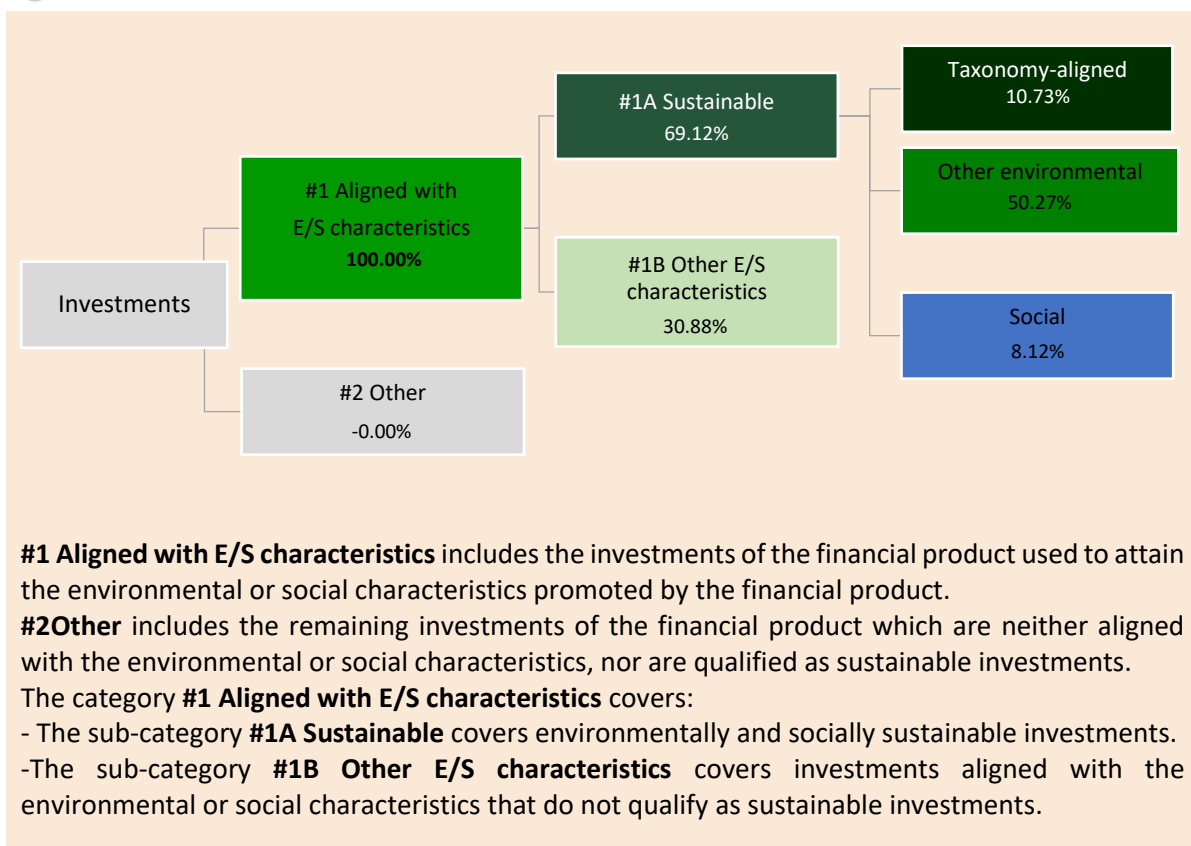 Investments
#1 Aligned with
E/S characteristics
100.00%
#2 Other
-0.00%
#1A Sustainable
69.12%
#1B Other E/S
characteristics
30.88%
Taxonomy-aligned
10.73%
Other environmental
50.27%
Social
8.12%
#1 Aligned with E/S characteristics includes the investments of the financial product used to attain
the environmental or social characteristics promoted by the financial product.
#2Other includes the remaining investments of the financial product which are neither aligned
with the environmental or social characteristics, nor are qualified as sustainable investments.
The category #1 Aligned with E/S characteristics covers:
- The sub-category #1A Sustainable covers environmentally and socially sustainable investments.
-The sub-category #1B Other E/S characteristics covers investments aligned with the
environmental or social characteristics that do not qualify as sustainable investments.